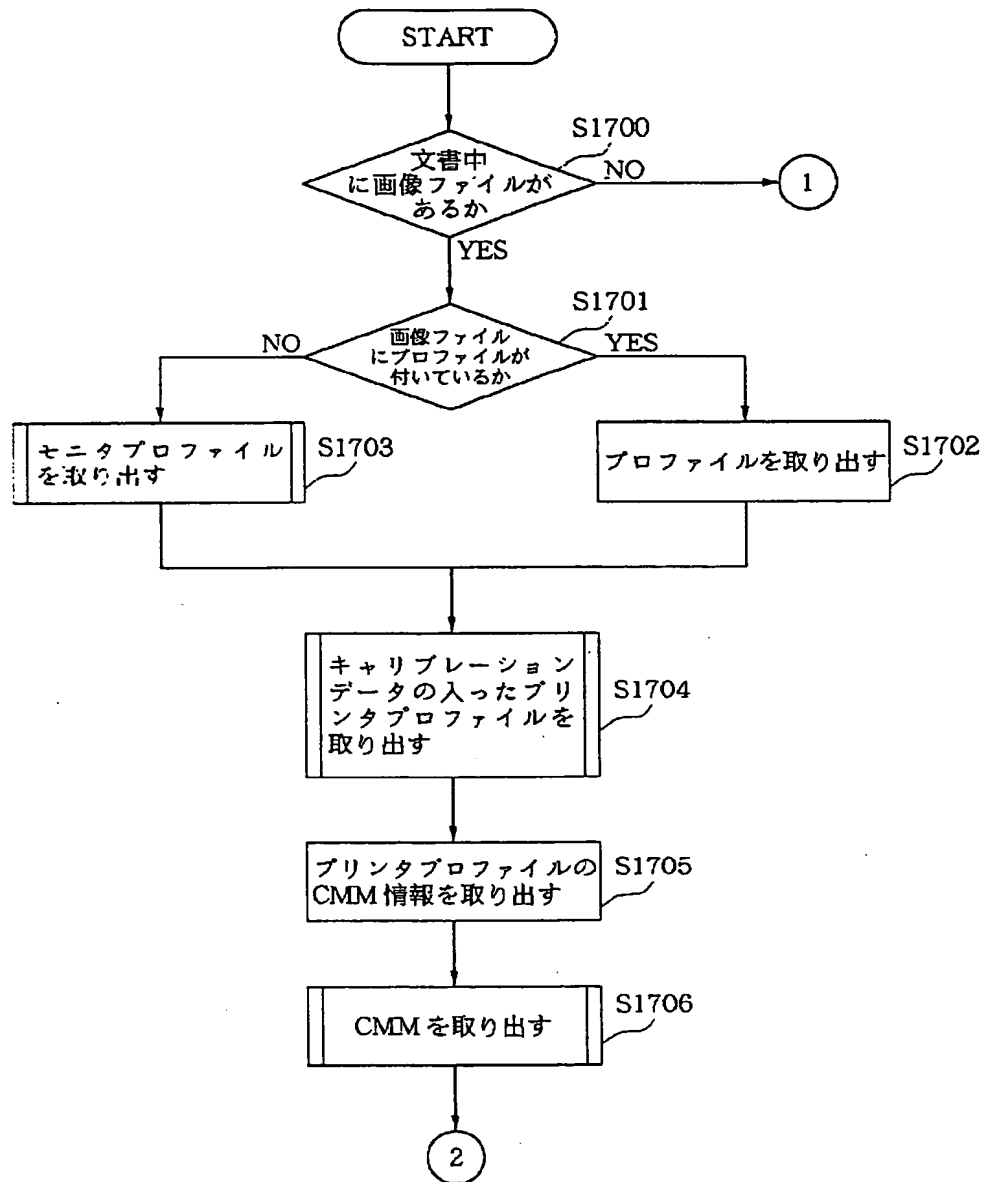 START
S1700
文書中
に画像ファイルが
あるか
NO
1
YES
S1701
画像ファイル
にプロファイルが
付いているか
NO
YES
モニタプロファイル
を取り出す
S1703
プロファイルを取り出す
S1702
キャリブレーション
データの入ったプリ
ンタプロファイルを
取り出す
S1704
プリンタプロファイルの
CMM情報を取り出す
S1705
CMMを取り出す
S1706
2